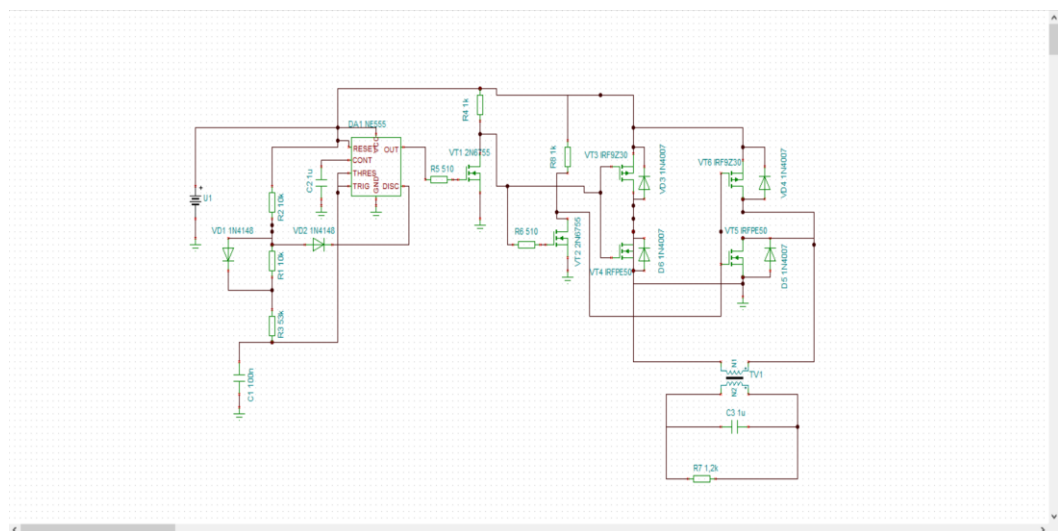 R4 1k
DA1 NE555
RESET
VCC
OUT
CONT
THRES
TRIG
GND
DISC
C2 1u
VT1 2N6755
R5 510
R8 1k
VT3 IRF9Z30
VD3 1N4007
VT6 IRF9Z30
VD4 1N4007
+
U1
R2 10k
VD1 1N4148
VD2 1N4148
R1 10k
R6 510
VT2 2N6755
VT4 IRFPE50
D6 1N4007
VT5 IRFPE50
D5 1N4007
R3 53k
C1 100n
N1
TV1
N2
C3 1u
R7 1,2k